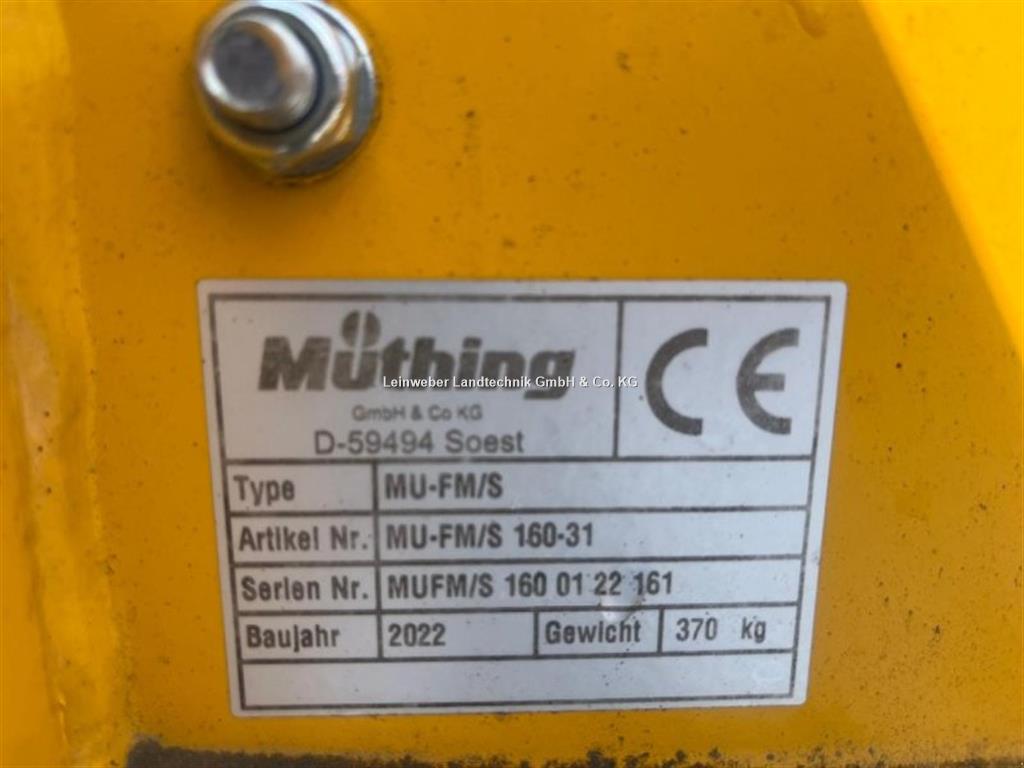 Müthing
Leinweber Landtechnik GmbH & Co. KG
GmbH & Co KG
D-59494 Soest
CE
Type MU-FM/S
Artikel Nr. MU-FM/S 160-31
Serien Nr. MUFM/S 160 01 22 161
Baujahr 2022 Gewicht 370 kg